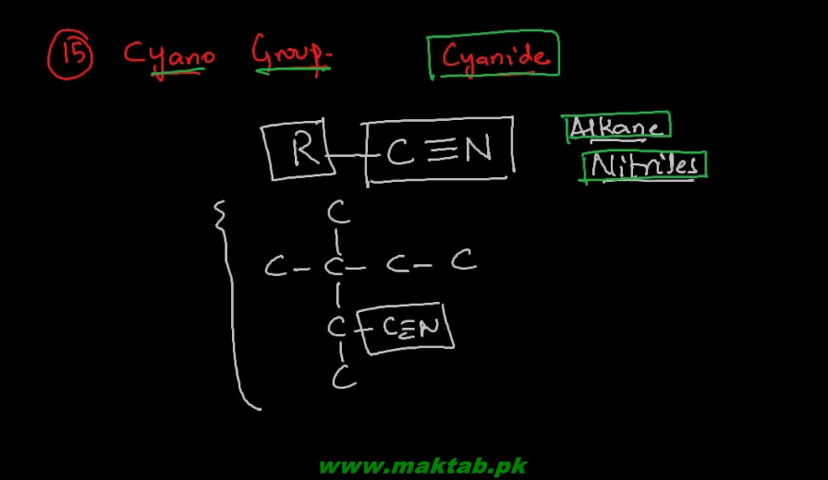 15 Cyano Group. Cyanide
R — C ≡ N Alkane
Nitriles
C
|
C – C – C – C
|
C – C≡N
|
C
www.maktab.pk